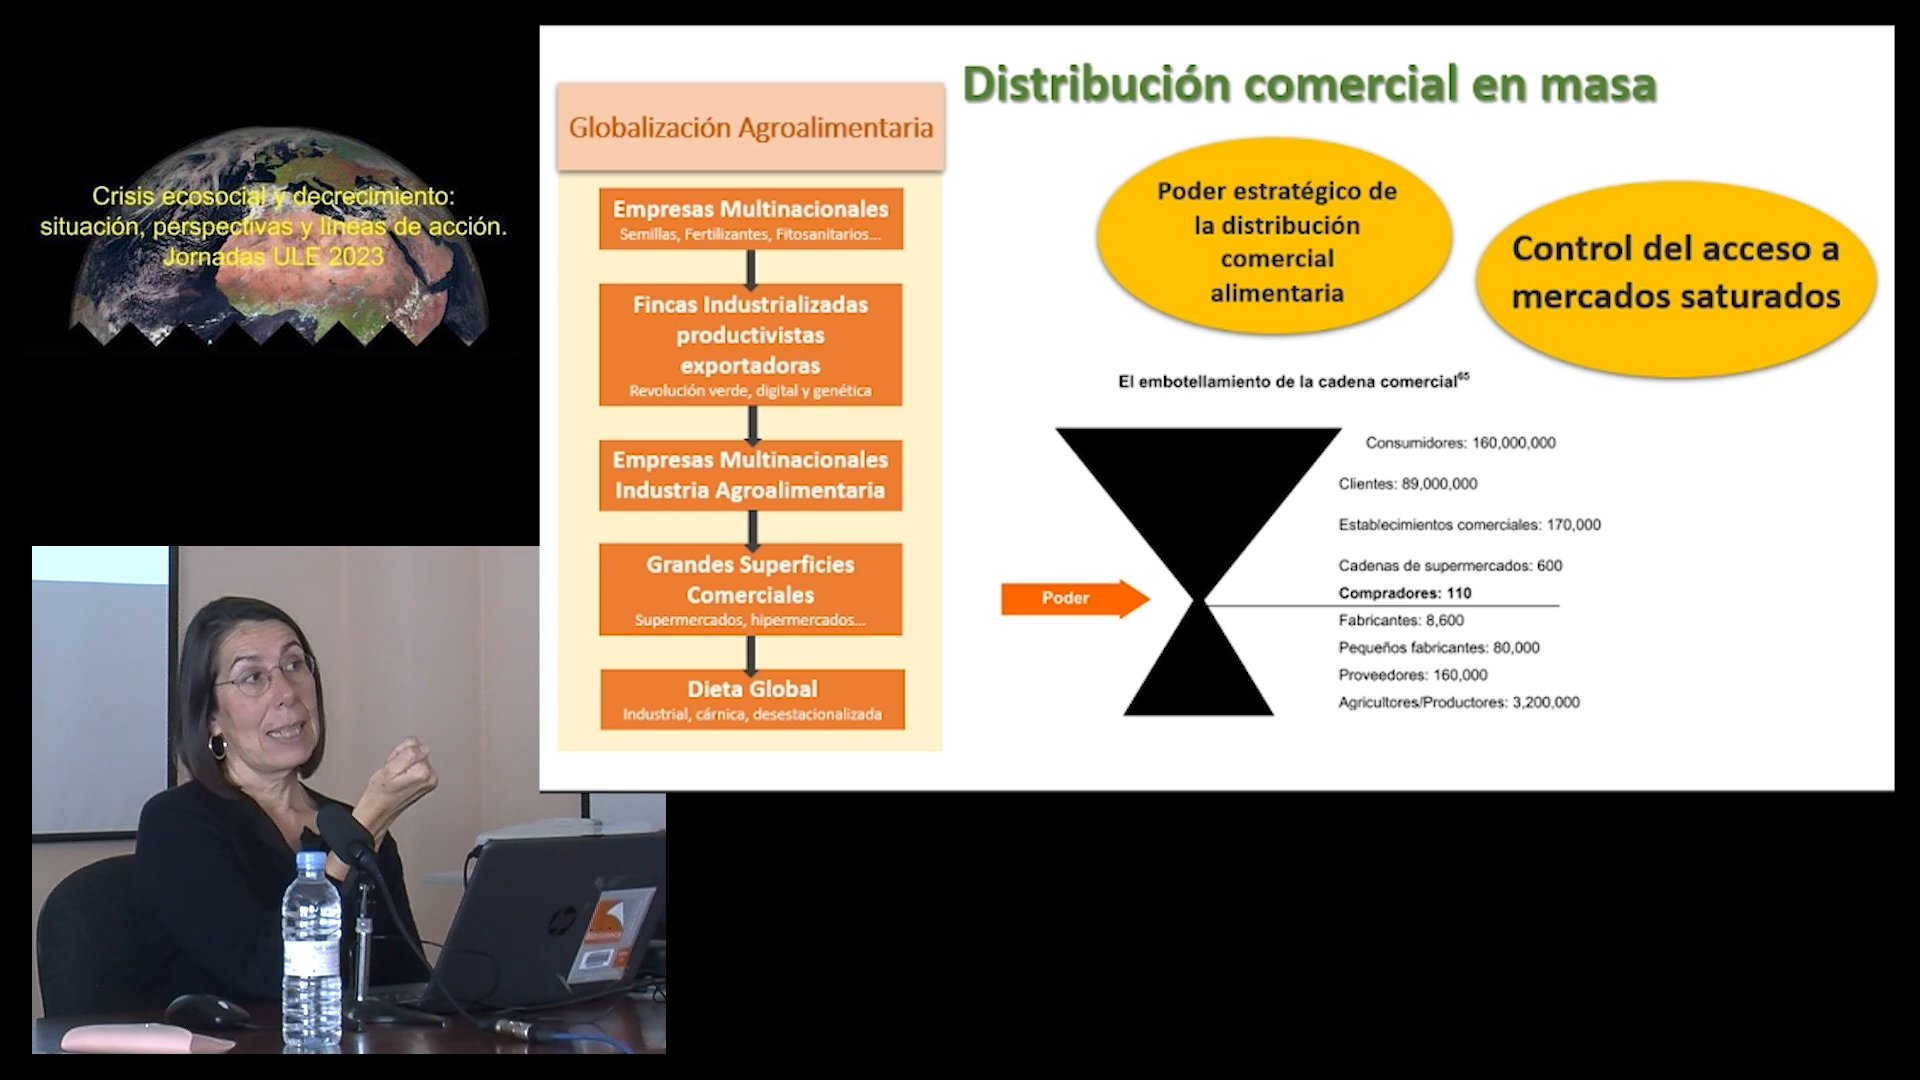 Crisis ecosocial y decrecimiento:
situación, perspectivas y líneas de acción.
Jornadas ULE 2023
Distribución comercial en masa
Globalización Agroalimentaria
Empresas Multinacionales
Semillas, Fertilizantes, Fitosanitarios...
Fincas Industrializadas
productivistas
exportadoras
Revolución verde, digital y genética
Empresas Multinacionales
Industria Agroalimentaria
Grandes Superficies
Comerciales
Supermercados, hipermercados...
Dieta Global
Industrial, cárnica, desestacionalizada
Poder estratégico de
la distribución
comercial
alimentaria
Control del acceso a
mercados saturados
El embotellamiento de la cadena comercial⁶⁵
Consumidores: 160,000,000
Clientes: 89,000,000
Establecimientos comerciales: 170,000
Cadenas de supermercados: 600
Compradores: 110
Fabricantes: 8,600
Pequeños fabricantes: 80,000
Proveedores: 160,000
Agricultores/Productores: 3,200,000
Poder
hp